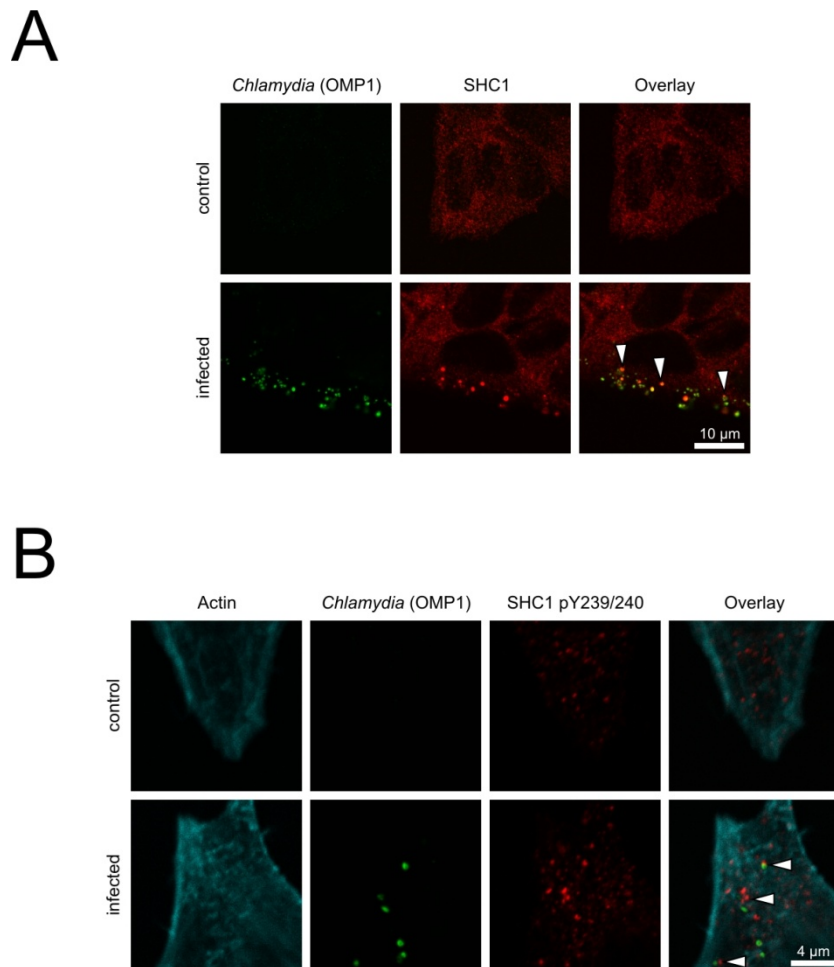 A
Chlamydia (OMP1) SHC1 Overlay
control
infected
10 µm
B
Actin Chlamydia (OMP1) SHC1 pY239/240 Overlay
control
infected
4 µm